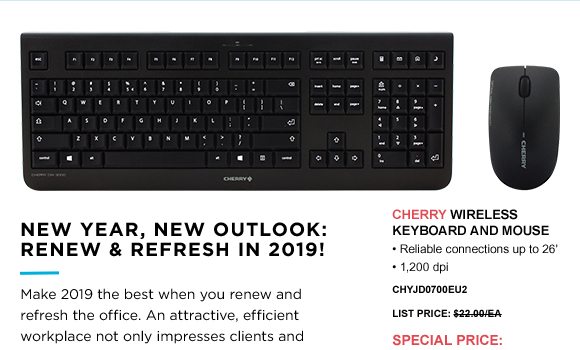 CHERRY
CHERRY
NEW YEAR, NEW OUTLOOK:
RENEW & REFRESH IN 2019!
Make 2019 the best when you renew and
refresh the office. An attractive, efficient
workplace not only impresses clients and
CHERRY WIRELESS
KEYBOARD AND MOUSE
• Reliable connections up to 26'
• 1,200 dpi
CHYJD0700EU2
LIST PRICE: $22.00/EA
SPECIAL PRICE: